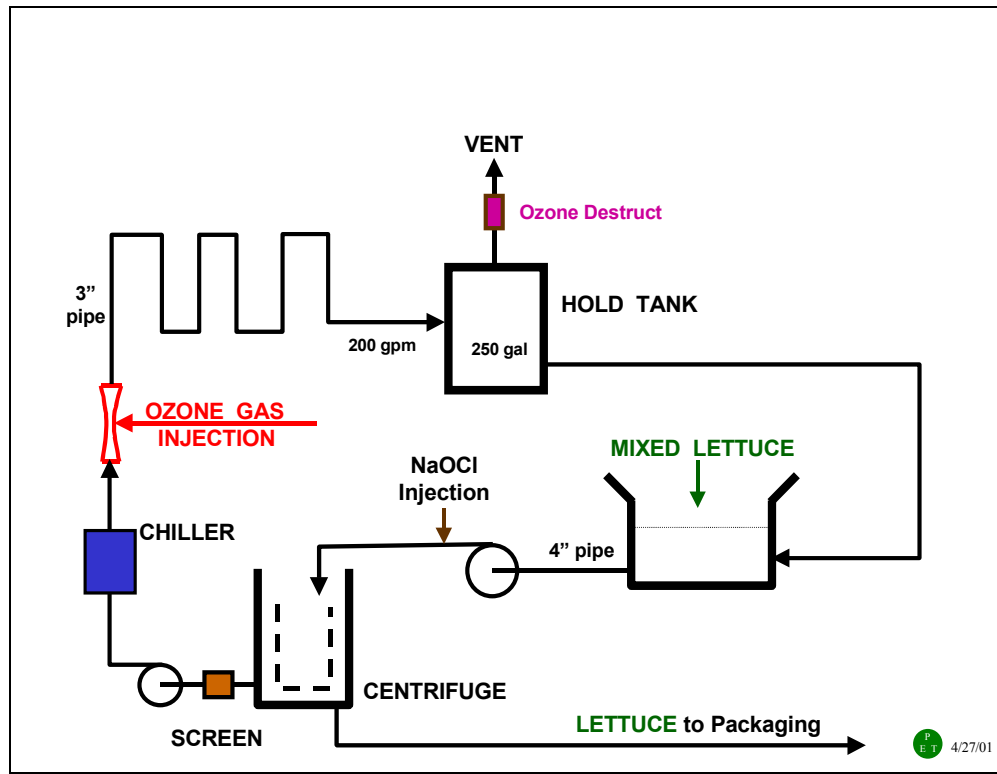 VENT
Ozone Destruct
3”
pipe
HOLD TANK
200 gpm
250 gal
OZONE GAS
INJECTION
MIXED LETTUCE
NaOCl
Injection
CHILLER
4” pipe
CENTRIFUGE
SCREEN
LETTUCE to Packaging
P
E T
4/27/01